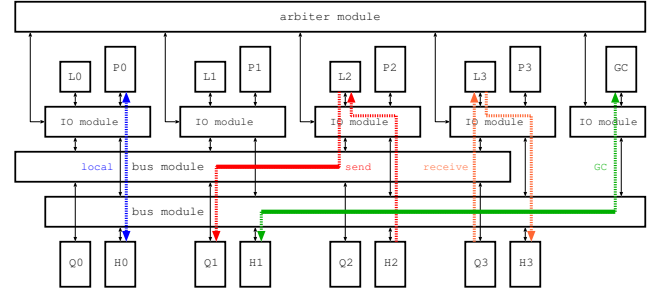 arbiter module
L0 P0 L1 P1 L2 P2 L3 P3 GC
IO module IO module IO module IO module IO module
local bus module send receive GC
bus module
Q0 H0 Q1 H1 Q2 H2 Q3 H3